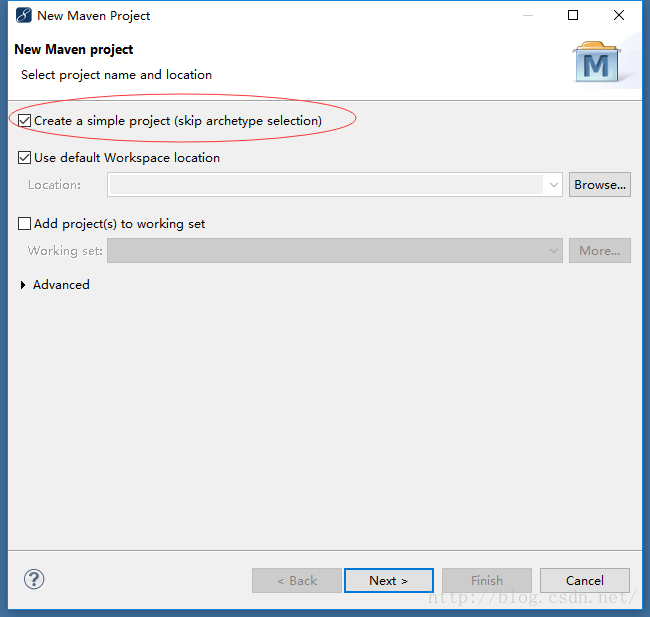 New Maven Project
New Maven project
Select project name and location
M
Create a simple project (skip archetype selection)
Use default Workspace location
Location:
Browse...
Add project(s) to working set
Working set:
More...
Advanced
?
< Back
Next >
Finish
Cancel
http://blog.csdn.net/